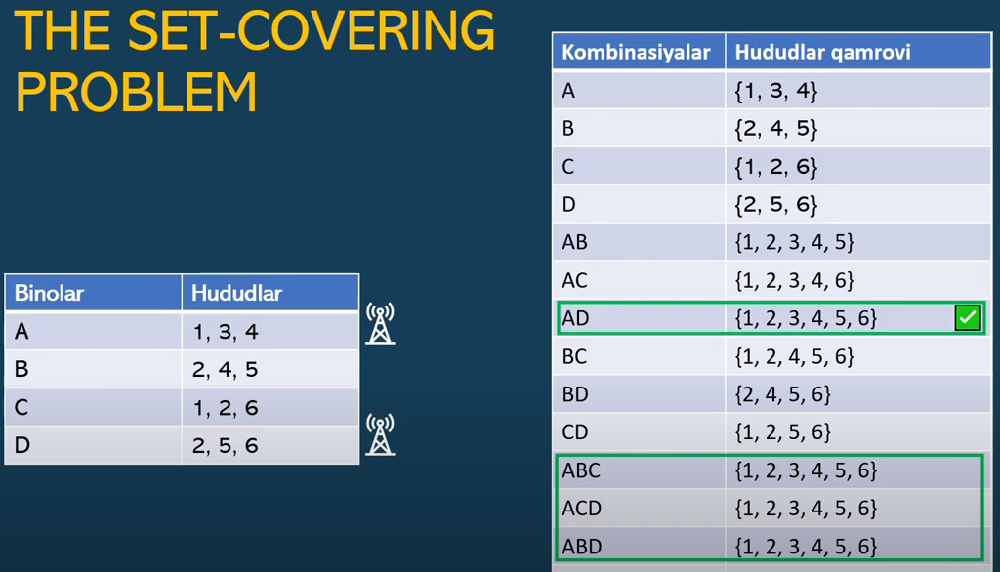 THE SET-COVERING
PROBLEM
Binolar Hududlar
A 1, 3, 4
B 2, 4, 5
C 1, 2, 6
D 2, 5, 6
Kombinasiyalar Hududlar qamrovi
A {1, 3, 4}
B {2, 4, 5}
C {1, 2, 6}
D {2, 5, 6}
AB {1, 2, 3, 4, 5}
AC {1, 2, 3, 4, 6}
AD {1, 2, 3, 4, 5, 6}
BC {1, 2, 4, 5, 6}
BD {2, 4, 5, 6}
CD {1, 2, 5, 6}
ABC {1, 2, 3, 4, 5, 6}
ACD {1, 2, 3, 4, 5, 6}
ABD {1, 2, 3, 4, 5, 6}